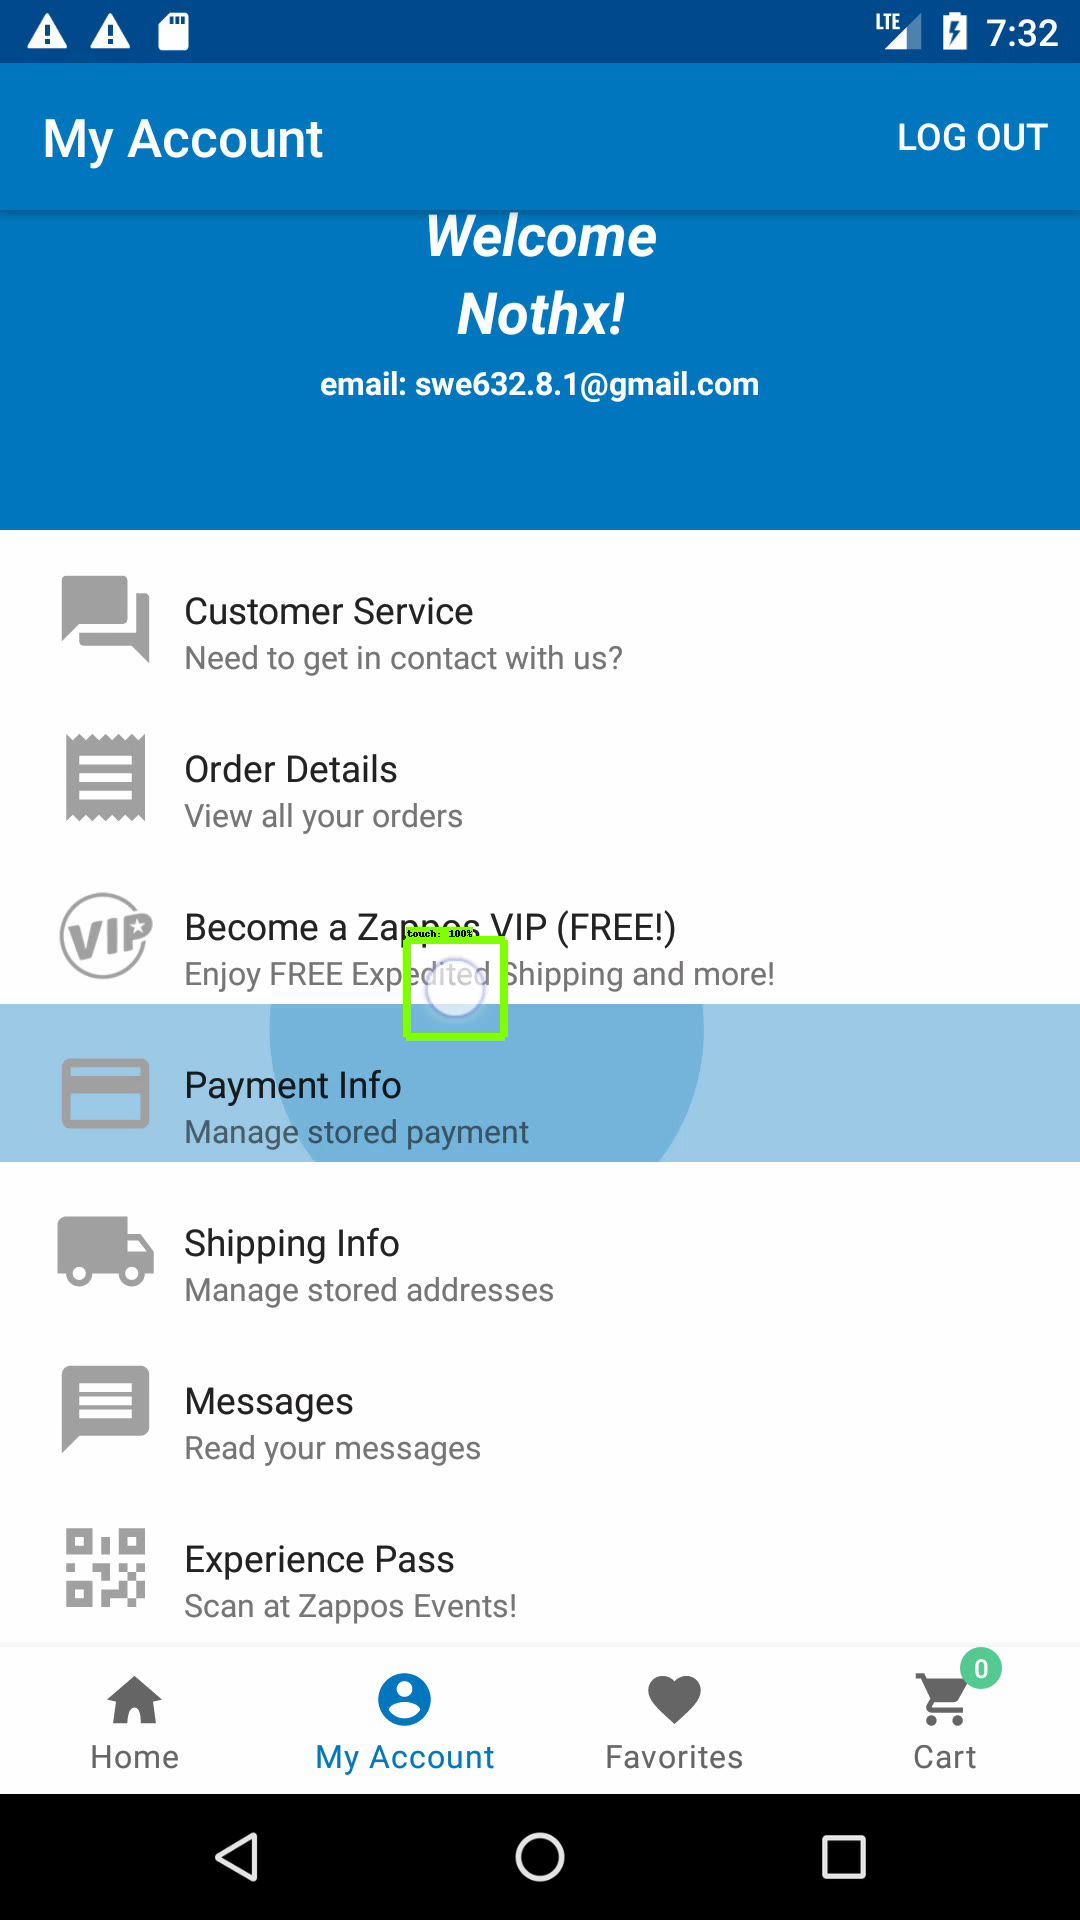 LTE 7:32
My Account LOG OUT
Welcome
Nothx!
email: swe632.8.1@gmail.com
Customer Service
Need to get in contact with us?
Order Details
View all your orders
VIP
Become a Zappos VIP (FREE!)
touch: 100%
Enjoy FREE Expedited Shipping and more!
Payment Info
Manage stored payment
Shipping Info
Manage stored addresses
Messages
Read your messages
Experience Pass
Scan at Zappos Events!
0
Home My Account Favorites Cart